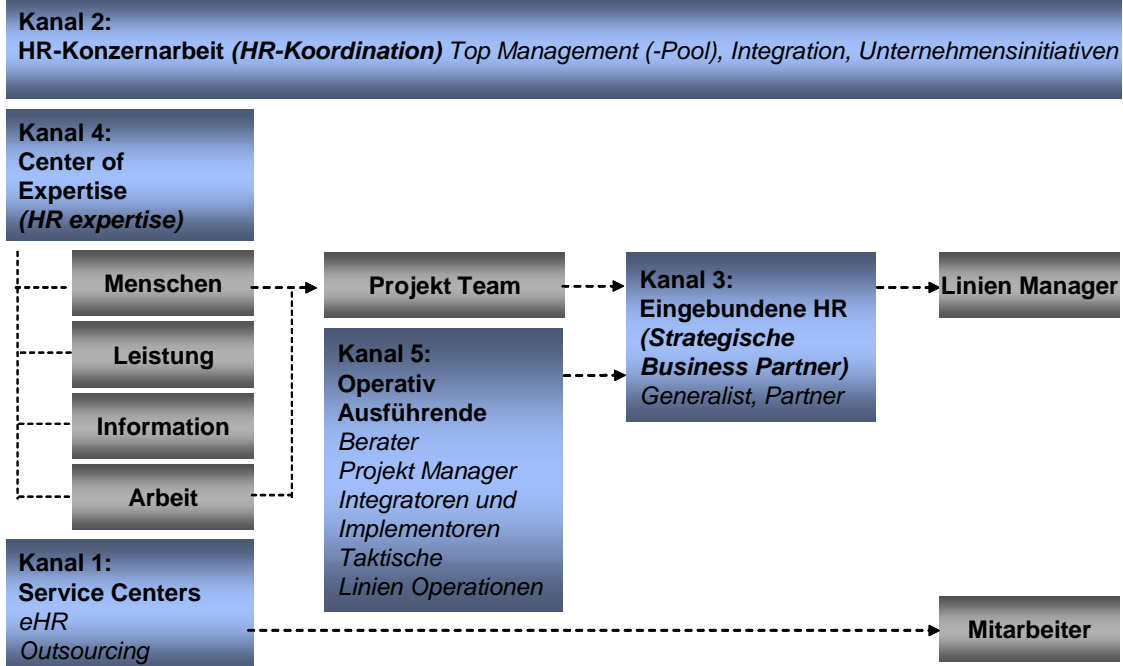 Kanal 2:
HR-Konzernarbeit (HR-Koordination) Top Management (-Pool), Integration, Unternehmensinitiativen
Kanal 4:
Center of
Expertise
(HR expertise)
Menschen
Leistung
Information
Arbeit
Projekt Team
Kanal 5:
Operativ
Ausführende
Berater
Projekt Manager
Integratoren und
Implementoren
Taktische
Linien Operationen
Kanal 3:
Eingebundene HR
(Strategische
Business Partner)
Generalist, Partner
Linien Manager
Kanal 1:
Service Centers
eHR
Outsourcing
Mitarbeiter